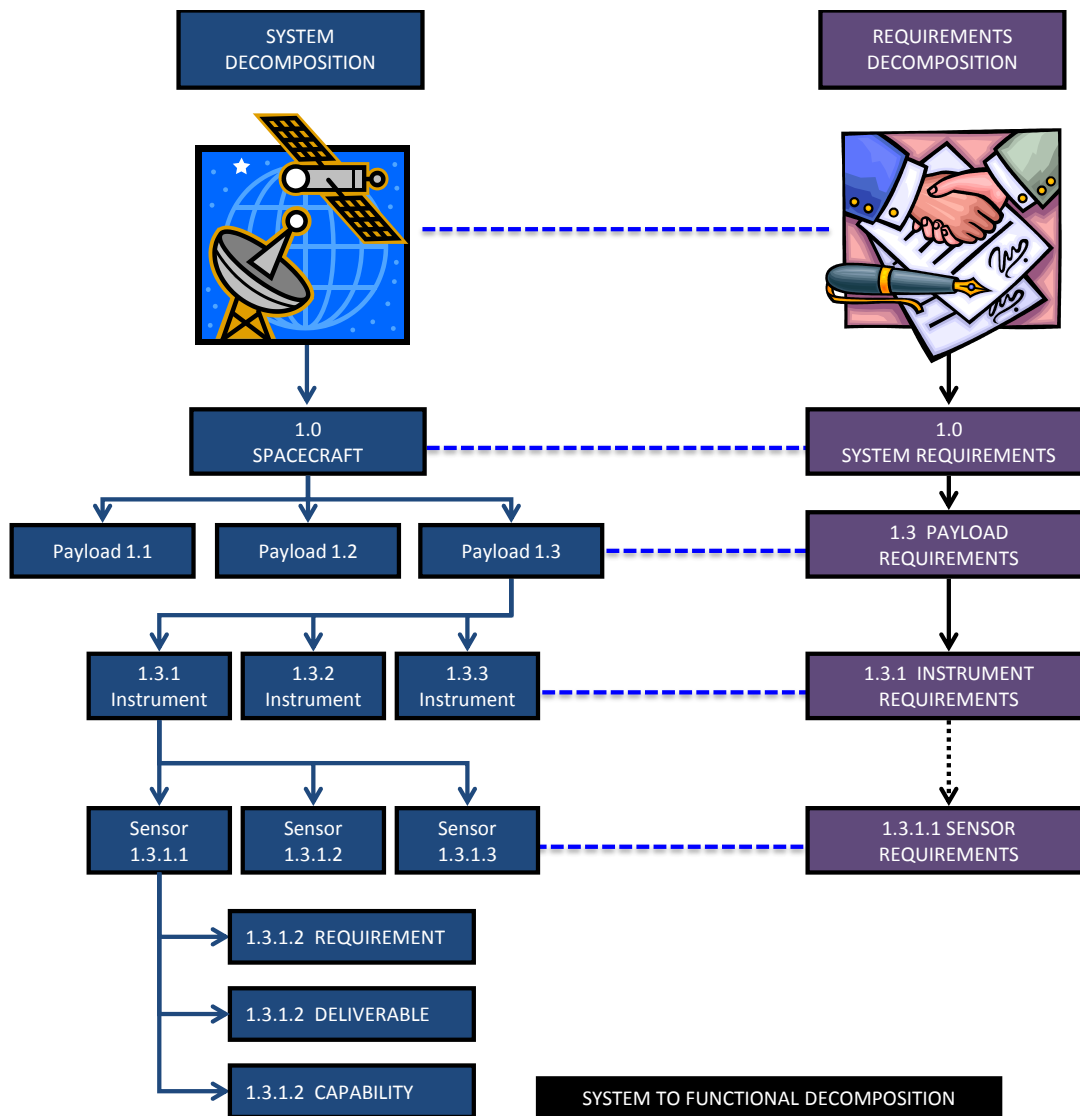 SYSTEM
DECOMPOSITION
REQUIREMENTS
DECOMPOSITION
1.0
SPACECRAFT
1.0
SYSTEM REQUIREMENTS
Payload 1.1
Payload 1.2
Payload 1.3
1.3 PAYLOAD
REQUIREMENTS
1.3.1
Instrument
1.3.2
Instrument
1.3.3
Instrument
1.3.1 INSTRUMENT
REQUIREMENTS
Sensor
1.3.1.1
Sensor
1.3.1.2
Sensor
1.3.1.3
1.3.1.1 SENSOR
REQUIREMENTS
1.3.1.2 REQUIREMENT
1.3.1.2 DELIVERABLE
1.3.1.2 CAPABILITY
SYSTEM TO FUNCTIONAL DECOMPOSITION